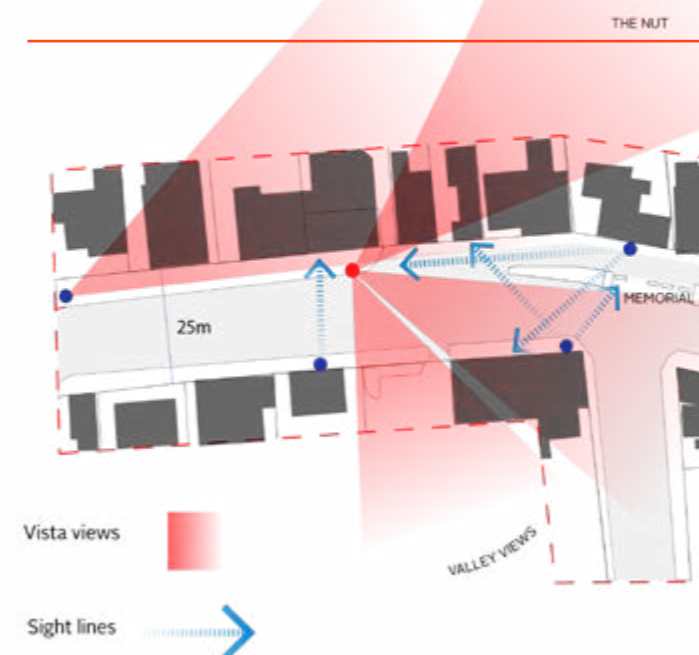 THE NUT
25m
MEMORIAL
Vista views
VALLEY VIEWS
Sight lines